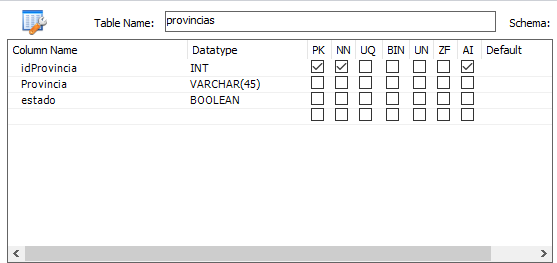 Table Name: provincias Schema:
Column Name Datatype PK NN UQ BIN UN ZF AI Default
idProvincia INT
Provincia VARCHAR(45)
estado BOOLEAN